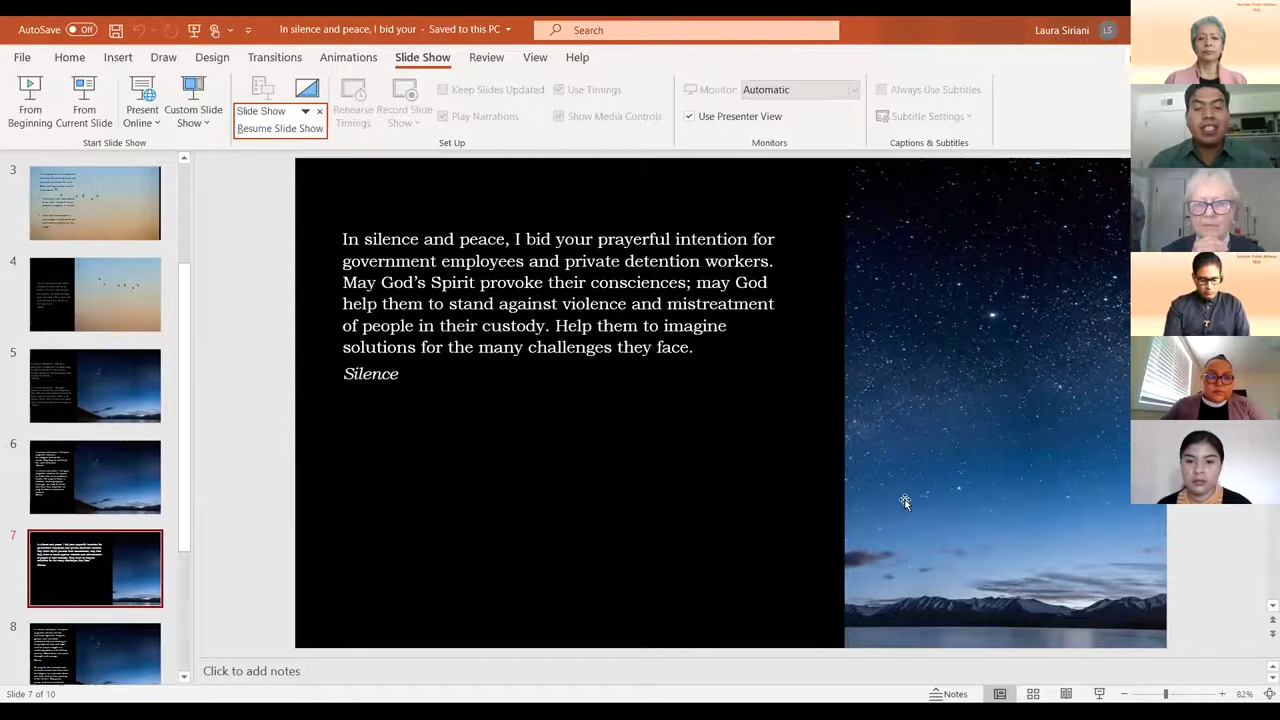 AutoSave Off
In silence and peace, I bid your - Saved to this PC
Search
Laura Siriani LS
File Home Insert Draw Design Transitions Animations Slide Show Review View Help
From Beginning
From Current Slide
Present Online
Custom Slide Show
Start Slide Show
Slide Show
Resume Slide Show
Rehearse Timings
Record Slide Show
Keep Slides Updated
Play Narrations
Use Timings
Show Media Controls
Set Up
Monitor: Automatic
Use Presenter View
Monitors
Always Use Subtitles
Subtitle Settings
Captions & Subtitles
3
4
5
6
7
8
In silence and peace, I bid your prayerful intention for
government employees and private detention workers.
May God's Spirit provoke their consciences; may God
help them to stand against violence and mistreatment
of people in their custody. Help them to imagine
solutions for the many challenges they face.
Silence
Click to add notes
Slide 7 of 10
Notes
82%